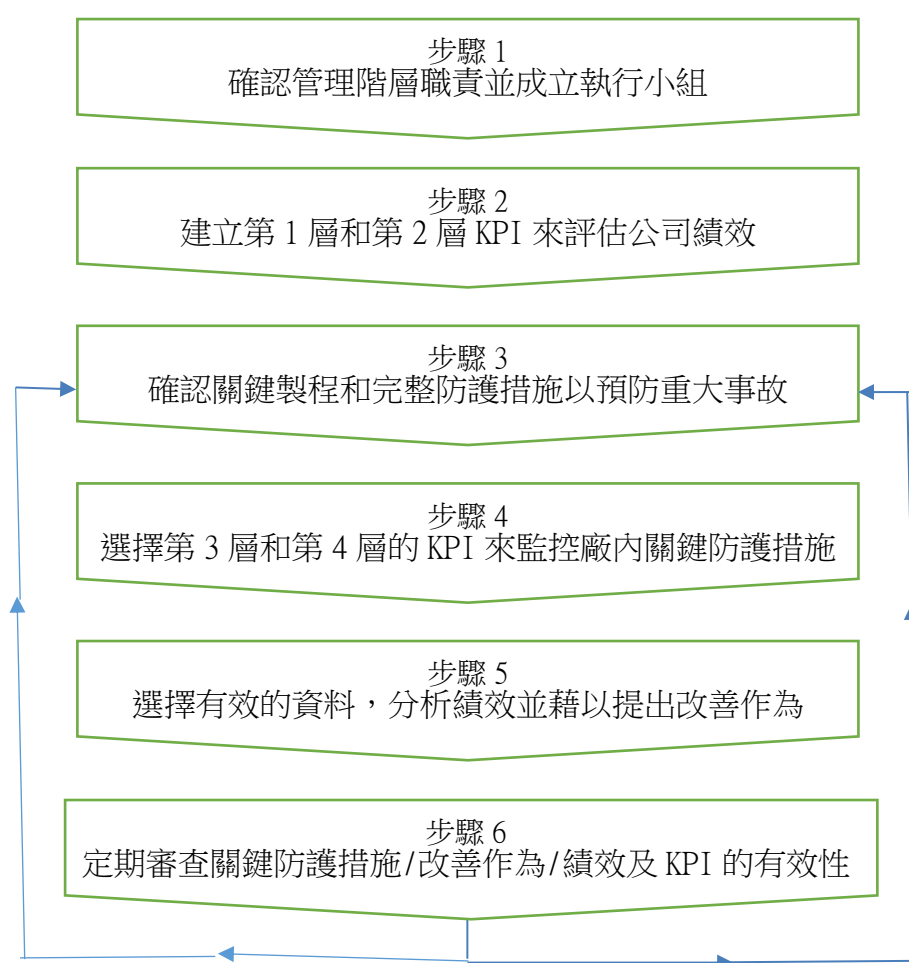 步驟 1
確認管理階層職責並成立執行小組
步驟 2
建立第 1 層和第 2 層 KPI 來評估公司績效
步驟 3
確認關鍵製程和完整防護措施以預防重大事故
步驟 4
選擇第 3 層和第 4 層的 KPI 來監控廠內關鍵防護措施
步驟 5
選擇有效的資料，分析績效並藉以提出改善作為
步驟 6
定期審查關鍵防護措施/改善作為/績效及 KPI 的有效性